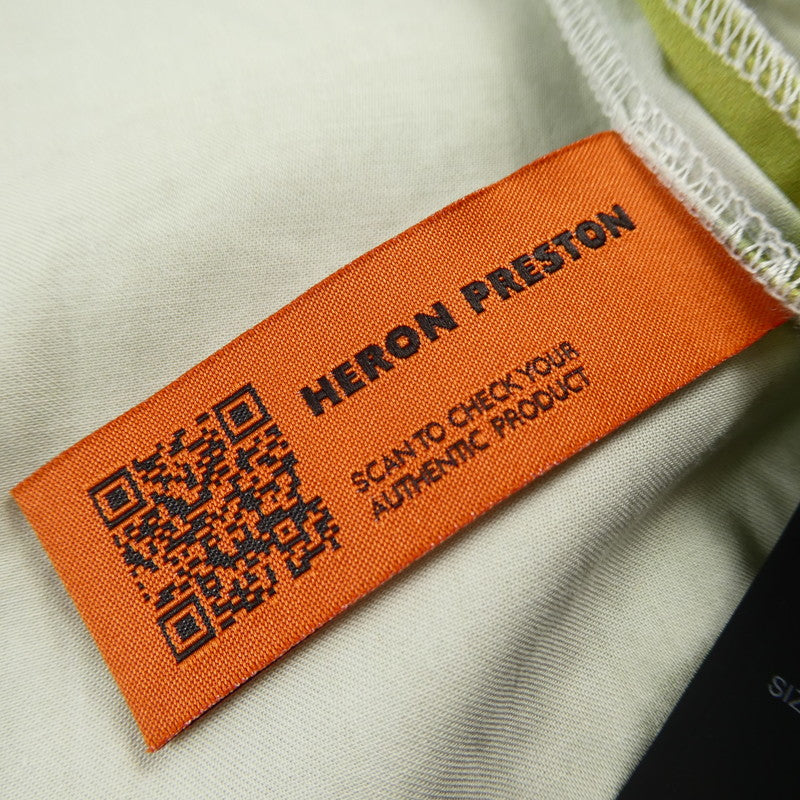 HERON PRESTON
SCAN TO CHECK YOUR
AUTHENTIC PRODUCT